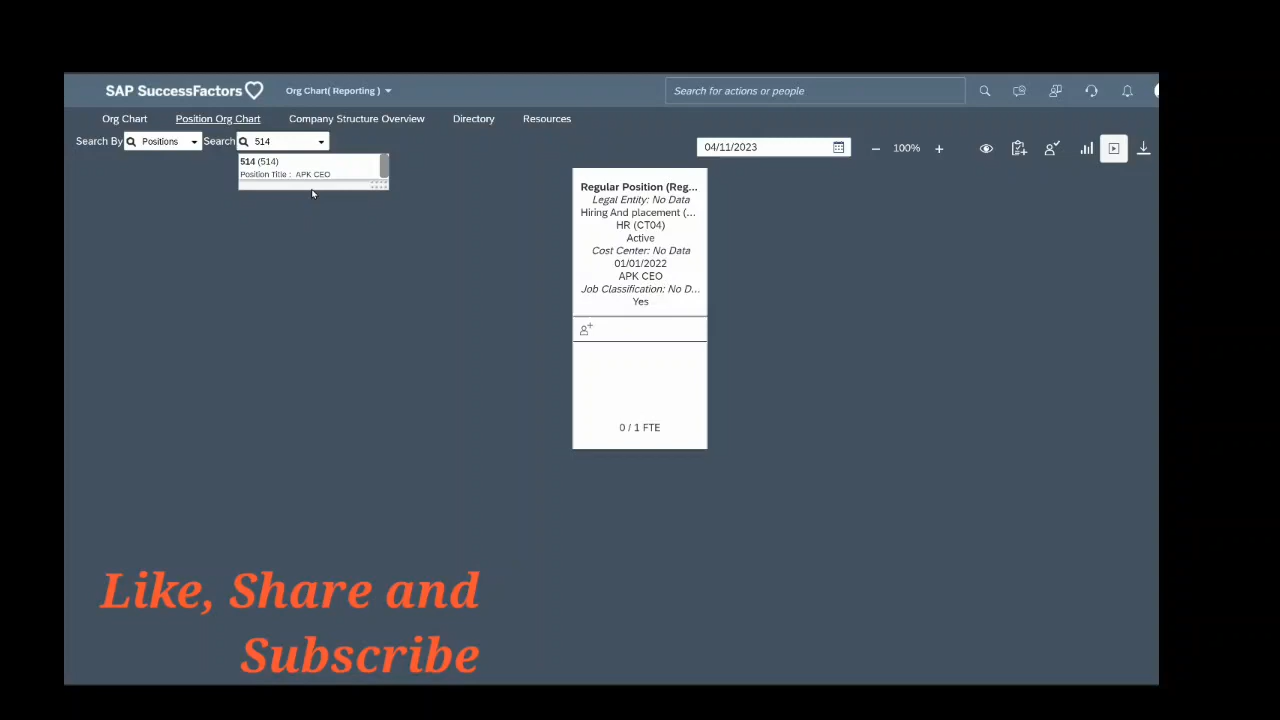 SAP SuccessFactors
Org Chart( Reporting )
Search for actions or people
Org Chart
Position Org Chart
Company Structure Overview
Directory
Resources
Search By
Positions
Search
514
04/11/2023
100%
514 (514)
Position Title : APK CEO
Regular Position (Reg...
Legal Entity: No Data
Hiring And placement (...
HR (CT04)
Active
Cost Center: No Data
01/01/2022
APK CEO
Job Classification: No D...
Yes
0 / 1 FTE
Like, Share and
Subscribe